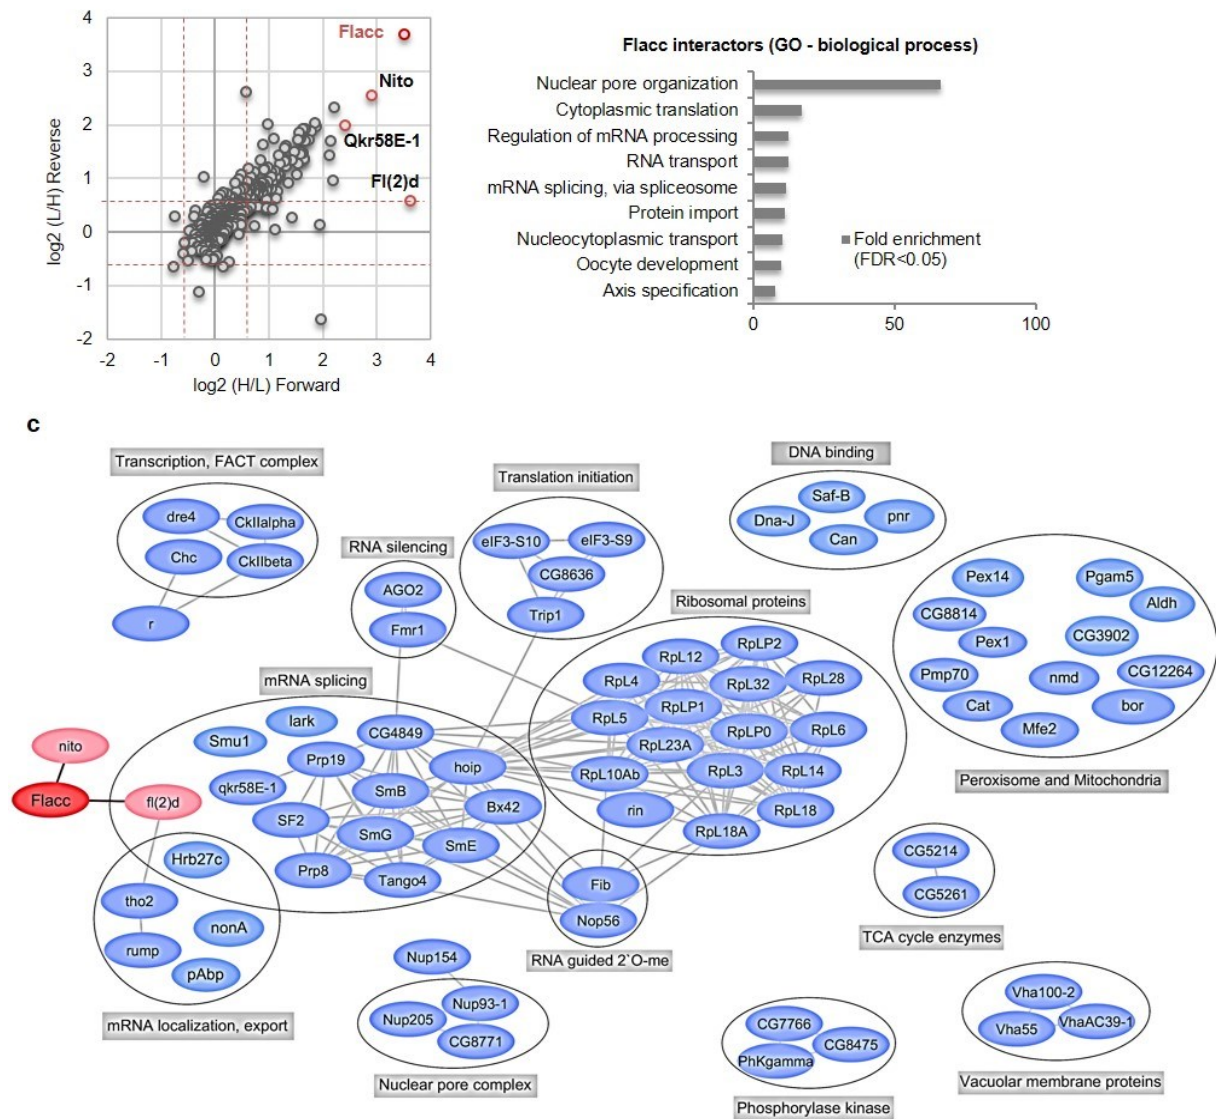 4
3
2
1
0
-1
-2
log2 (L/H) Reverse
Flacc
Nito
Qkr58E-1
Fl(2)d
-2
-1
0
1
2
3
4
log2 (H/L) Forward
Flacc interactors (GO - biological process)
Nuclear pore organization
Cytoplasmic translation
Regulation of mRNA processing
RNA transport
mRNA splicing, via spliceosome
Protein import
Nucleocytoplasmic transport
Oocyte development
Axis specification
Fold enrichment
(FDR<0.05)
0
50
100
c
Transcription, FACT complex
dre4
CkIIalpha
Chc
CkIIbeta
r
RNA silencing
AGO2
Fmr1
Translation initiation
eIF3-S10
eIF3-S9
CG8636
Trip1
DNA binding
Saf-B
Dna-J
pnr
Can
Pex14
Pgam5
CG8814
Aldh
Pex1
CG3902
Pmp70
nmd
CG12264
Cat
bor
Mfe2
Peroxisome and Mitochondria
Ribosomal proteins
RpLP2
RpL12
RpL4
RpL32
RpL28
RpLP1
RpL5
RpLP0
RpL6
RpL23A
RpL10Ab
RpL3
RpL14
rin
RpL18
RpL18A
mRNA splicing
lark
Smu1
CG4849
Prp19
hoip
qkr58E-1
SmB
Bx42
SF2
SmG
SmE
Prp8
Tango4
nito
Flacc
fl(2)d
Hrb27c
tho2
nonA
rump
pAbp
mRNA localization, export
Fib
Nop56
RNA guided 2`O-me
Nup154
Nup93-1
Nup205
CG8771
Nuclear pore complex
CG5214
CG5261
TCA cycle enzymes
CG7766
CG8475
PhKgamma
Phosphorylase kinase
Vha100-2
Vha55
VhaAC39-1
Vacuolar membrane proteins